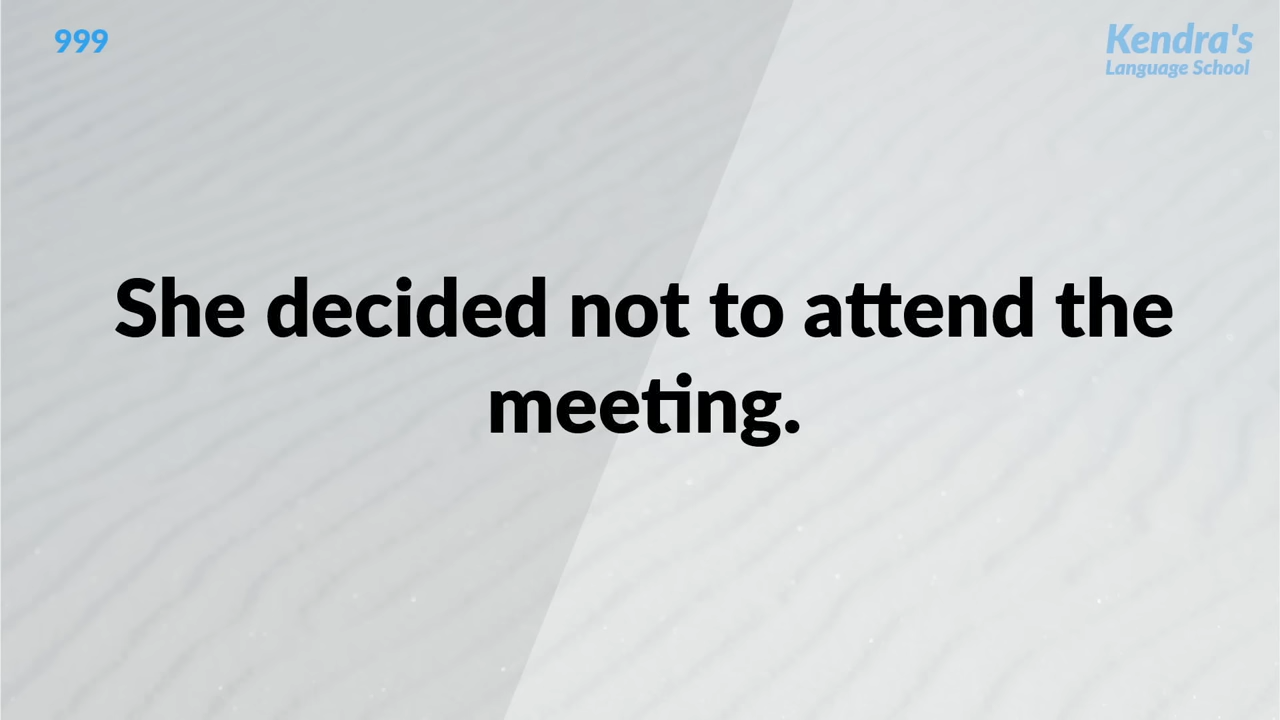 999
Kendra's
Language School
She decided not to attend the
meeting.